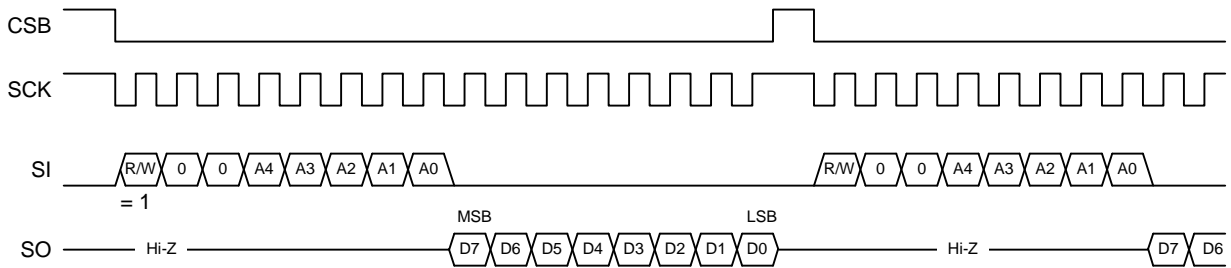 CSB
SCK
SI R/W 0 0 A4 A3 A2 A1 A0 R/W 0 0 A4 A3 A2 A1 A0
= 1
MSB LSB
SO Hi-Z D7 D6 D5 D4 D3 D2 D1 D0 Hi-Z D7 D6